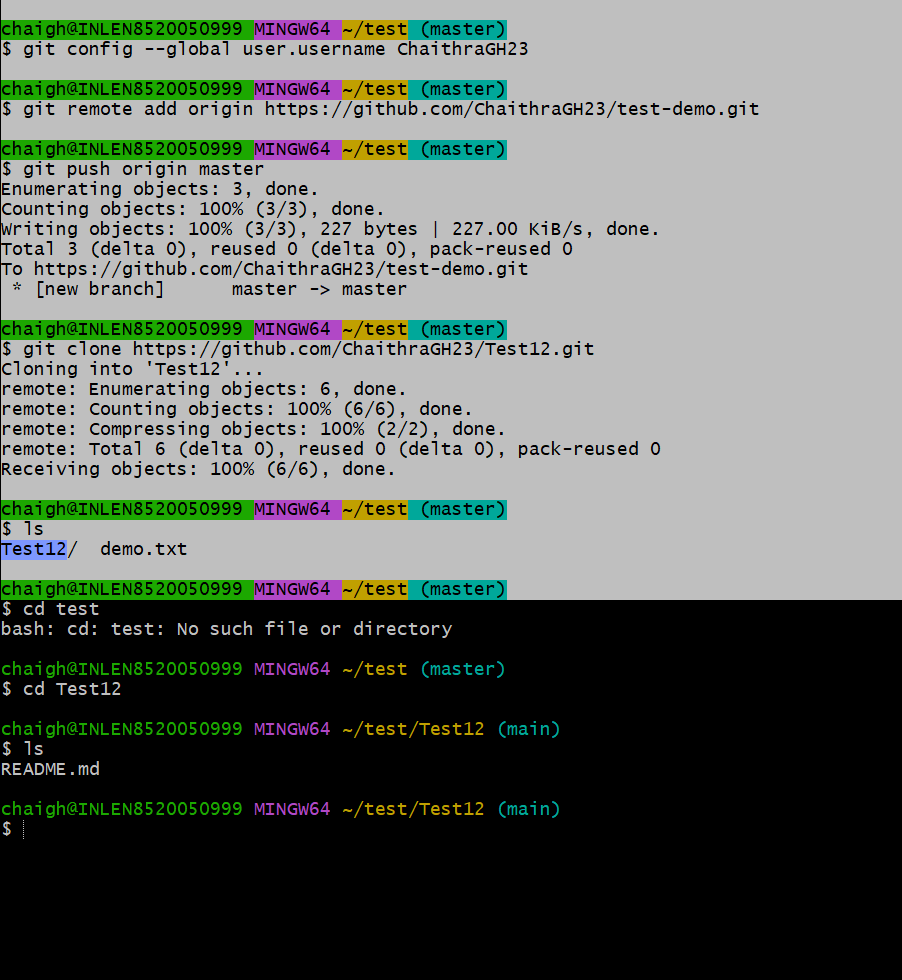 chaigh@INLEN8520050999 MINGW64 ~/test (master)
$ git config --global user.username ChaithraGH23
chaigh@INLEN8520050999 MINGW64 ~/test (master)
$ git remote add origin https://github.com/ChaithraGH23/test-demo.git
chaigh@INLEN8520050999 MINGW64 ~/test (master)
$ git push origin master
Enumerating objects: 3, done.
Counting objects: 100% (3/3), done.
Writing objects: 100% (3/3), 227 bytes | 227.00 KiB/s, done.
Total 3 (delta 0), reused 0 (delta 0), pack-reused 0
To https://github.com/ChaithraGH23/test-demo.git
 * [new branch]      master -> master
chaigh@INLEN8520050999 MINGW64 ~/test (master)
$ git clone https://github.com/ChaithraGH23/Test12.git
Cloning into 'Test12'...
remote: Enumerating objects: 6, done.
remote: Counting objects: 100% (6/6), done.
remote: Compressing objects: 100% (2/2), done.
remote: Total 6 (delta 0), reused 0 (delta 0), pack-reused 0
Receiving objects: 100% (6/6), done.
chaigh@INLEN8520050999 MINGW64 ~/test (master)
$ ls
Test12/  demo.txt
chaigh@INLEN8520050999 MINGW64 ~/test (master)
$ cd test
bash: cd: test: No such file or directory
chaigh@INLEN8520050999 MINGW64 ~/test (master)
$ cd Test12
chaigh@INLEN8520050999 MINGW64 ~/test/Test12 (main)
$ ls
README.md
chaigh@INLEN8520050999 MINGW64 ~/test/Test12 (main)
$